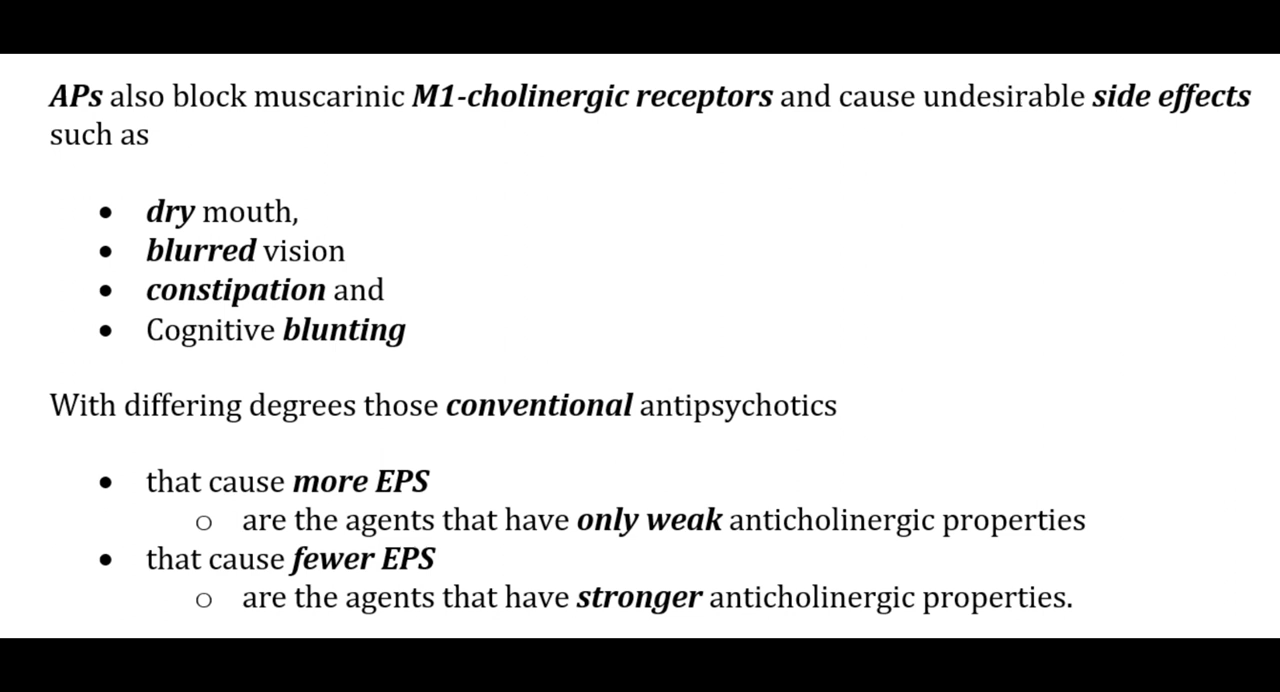 APs also block muscarinic M1-cholinergic receptors and cause undesirable side effects
such as
• dry mouth,
• blurred vision
• constipation and
• Cognitive blunting
With differing degrees those conventional antipsychotics
• that cause more EPS
o are the agents that have only weak anticholinergic properties
• that cause fewer EPS
o are the agents that have stronger anticholinergic properties.